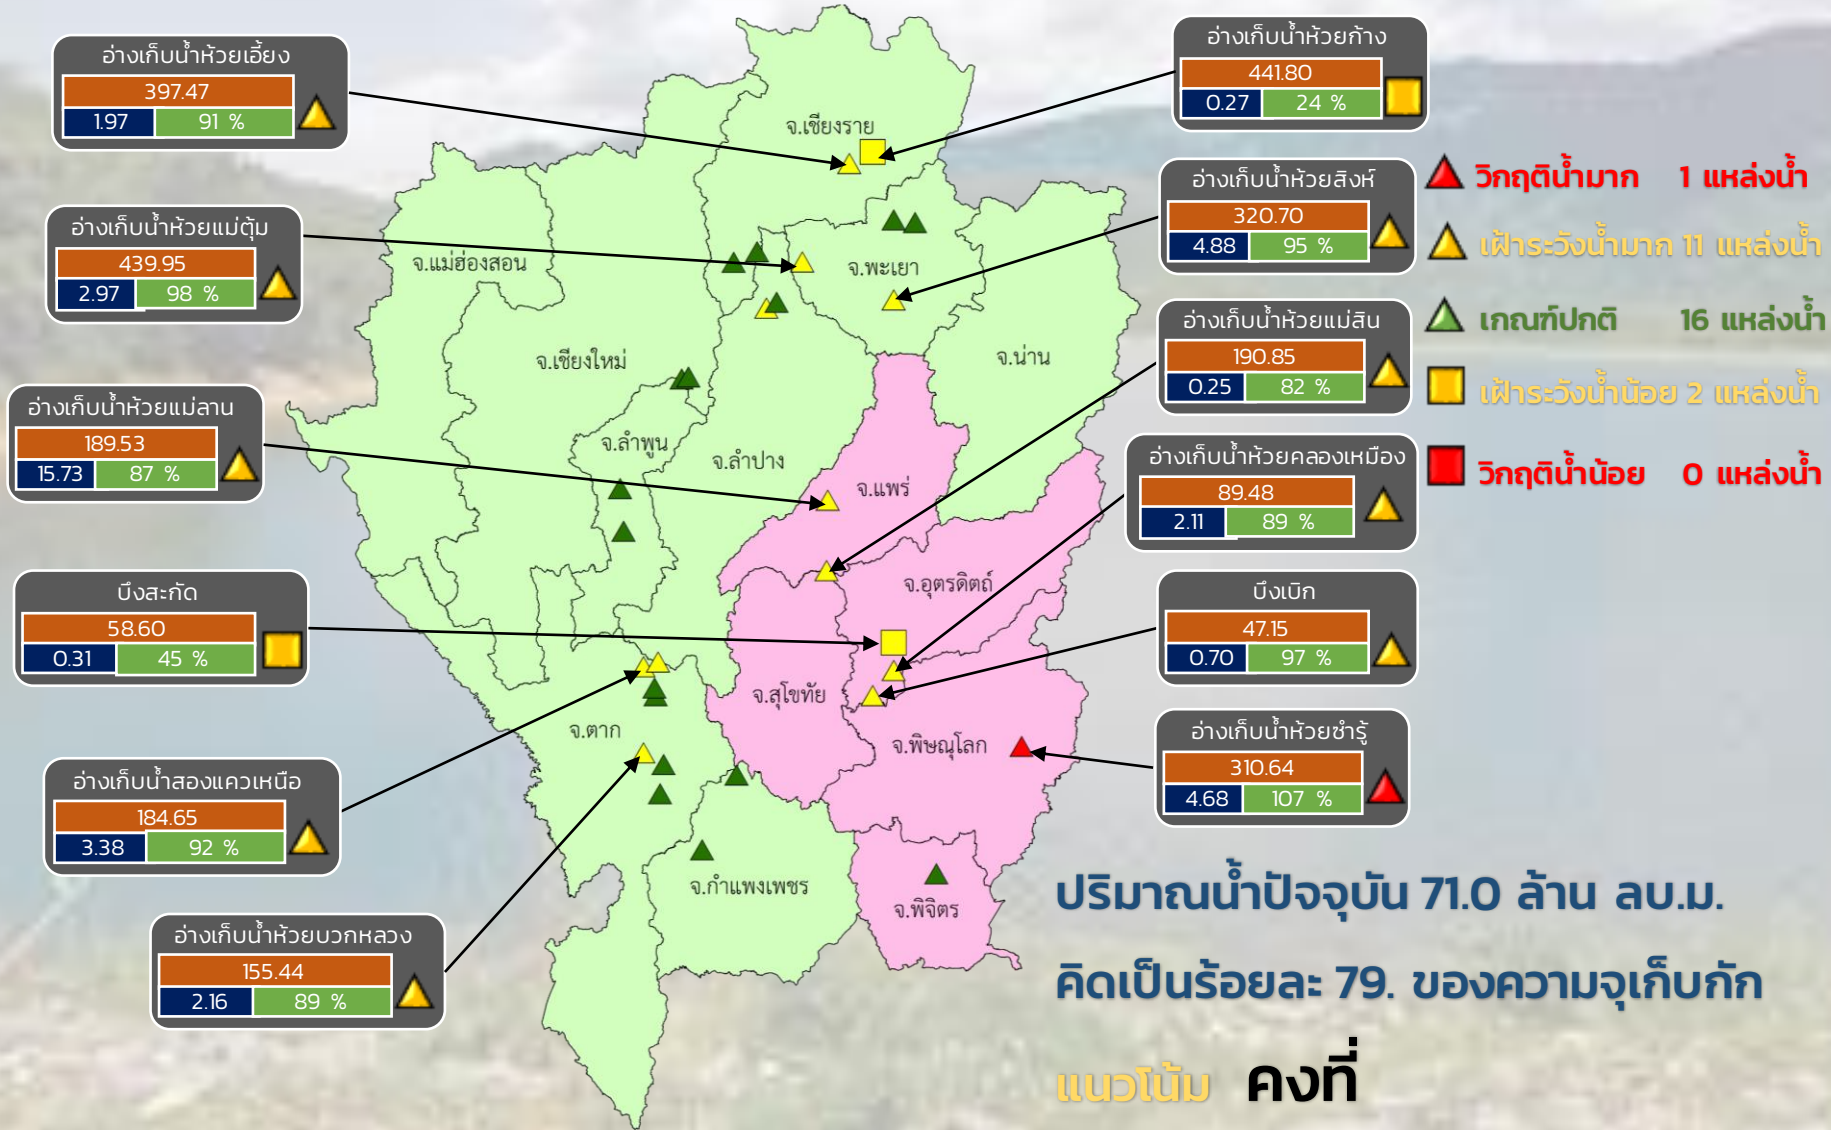 อ่างเก็บน้ำห้วยเอี้ยง
397.47
1.97 91 %
อ่างเก็บน้ำห้วยแม่ตุ้ม
439.95
2.97 98 %
อ่างเก็บน้ำห้วยแม่ลาน
189.53
15.73 87 %
บึงสะกัด
58.60
0.31 45 %
อ่างเก็บน้ำสองแควเหนือ
184.65
3.38 92 %
อ่างเก็บน้ำห้วยบวกหลวง
155.44
2.16 89 %
จ.เชียงราย
จ.แม่ฮ่องสอน
จ.พะเยา
จ.เชียงใหม่
จ.น่าน
จ.ลำพูน
จ.ลำปาง
จ.แพร่
จ.อุตรดิตถ์
จ.สุโขทัย
จ.ตาก
จ.พิษณุโลก
จ.กำแพงเพชร
จ.พิจิตร
อ่างเก็บน้ำห้วยก้าง
441.80
0.27 24 %
อ่างเก็บน้ำห้วยสิงห์
320.70
4.88 95 %
อ่างเก็บน้ำห้วยแม่สิน
190.85
0.25 82 %
อ่างเก็บน้ำห้วยคลองเหมือง
89.48
2.11 89 %
บึงเบิก
47.15
0.70 97 %
อ่างเก็บน้ำห้วยซำรู้
310.64
4.68 107 %
วิกฤติน้ำมาก 1 แหล่งน้ำ
เฝ้าระวังน้ำมาก 11 แหล่งน้ำ
เกณฑ์ปกติ 16 แหล่งน้ำ
เฝ้าระวังน้ำน้อย 2 แหล่งน้ำ
วิกฤติน้ำน้อย 0 แหล่งน้ำ
ปริมาณน้ำปัจจุบัน 71.0 ล้าน ลบ.ม.
คิดเป็นร้อยละ 79. ของความจุเก็บกัก
แนวโน้ม คงที่